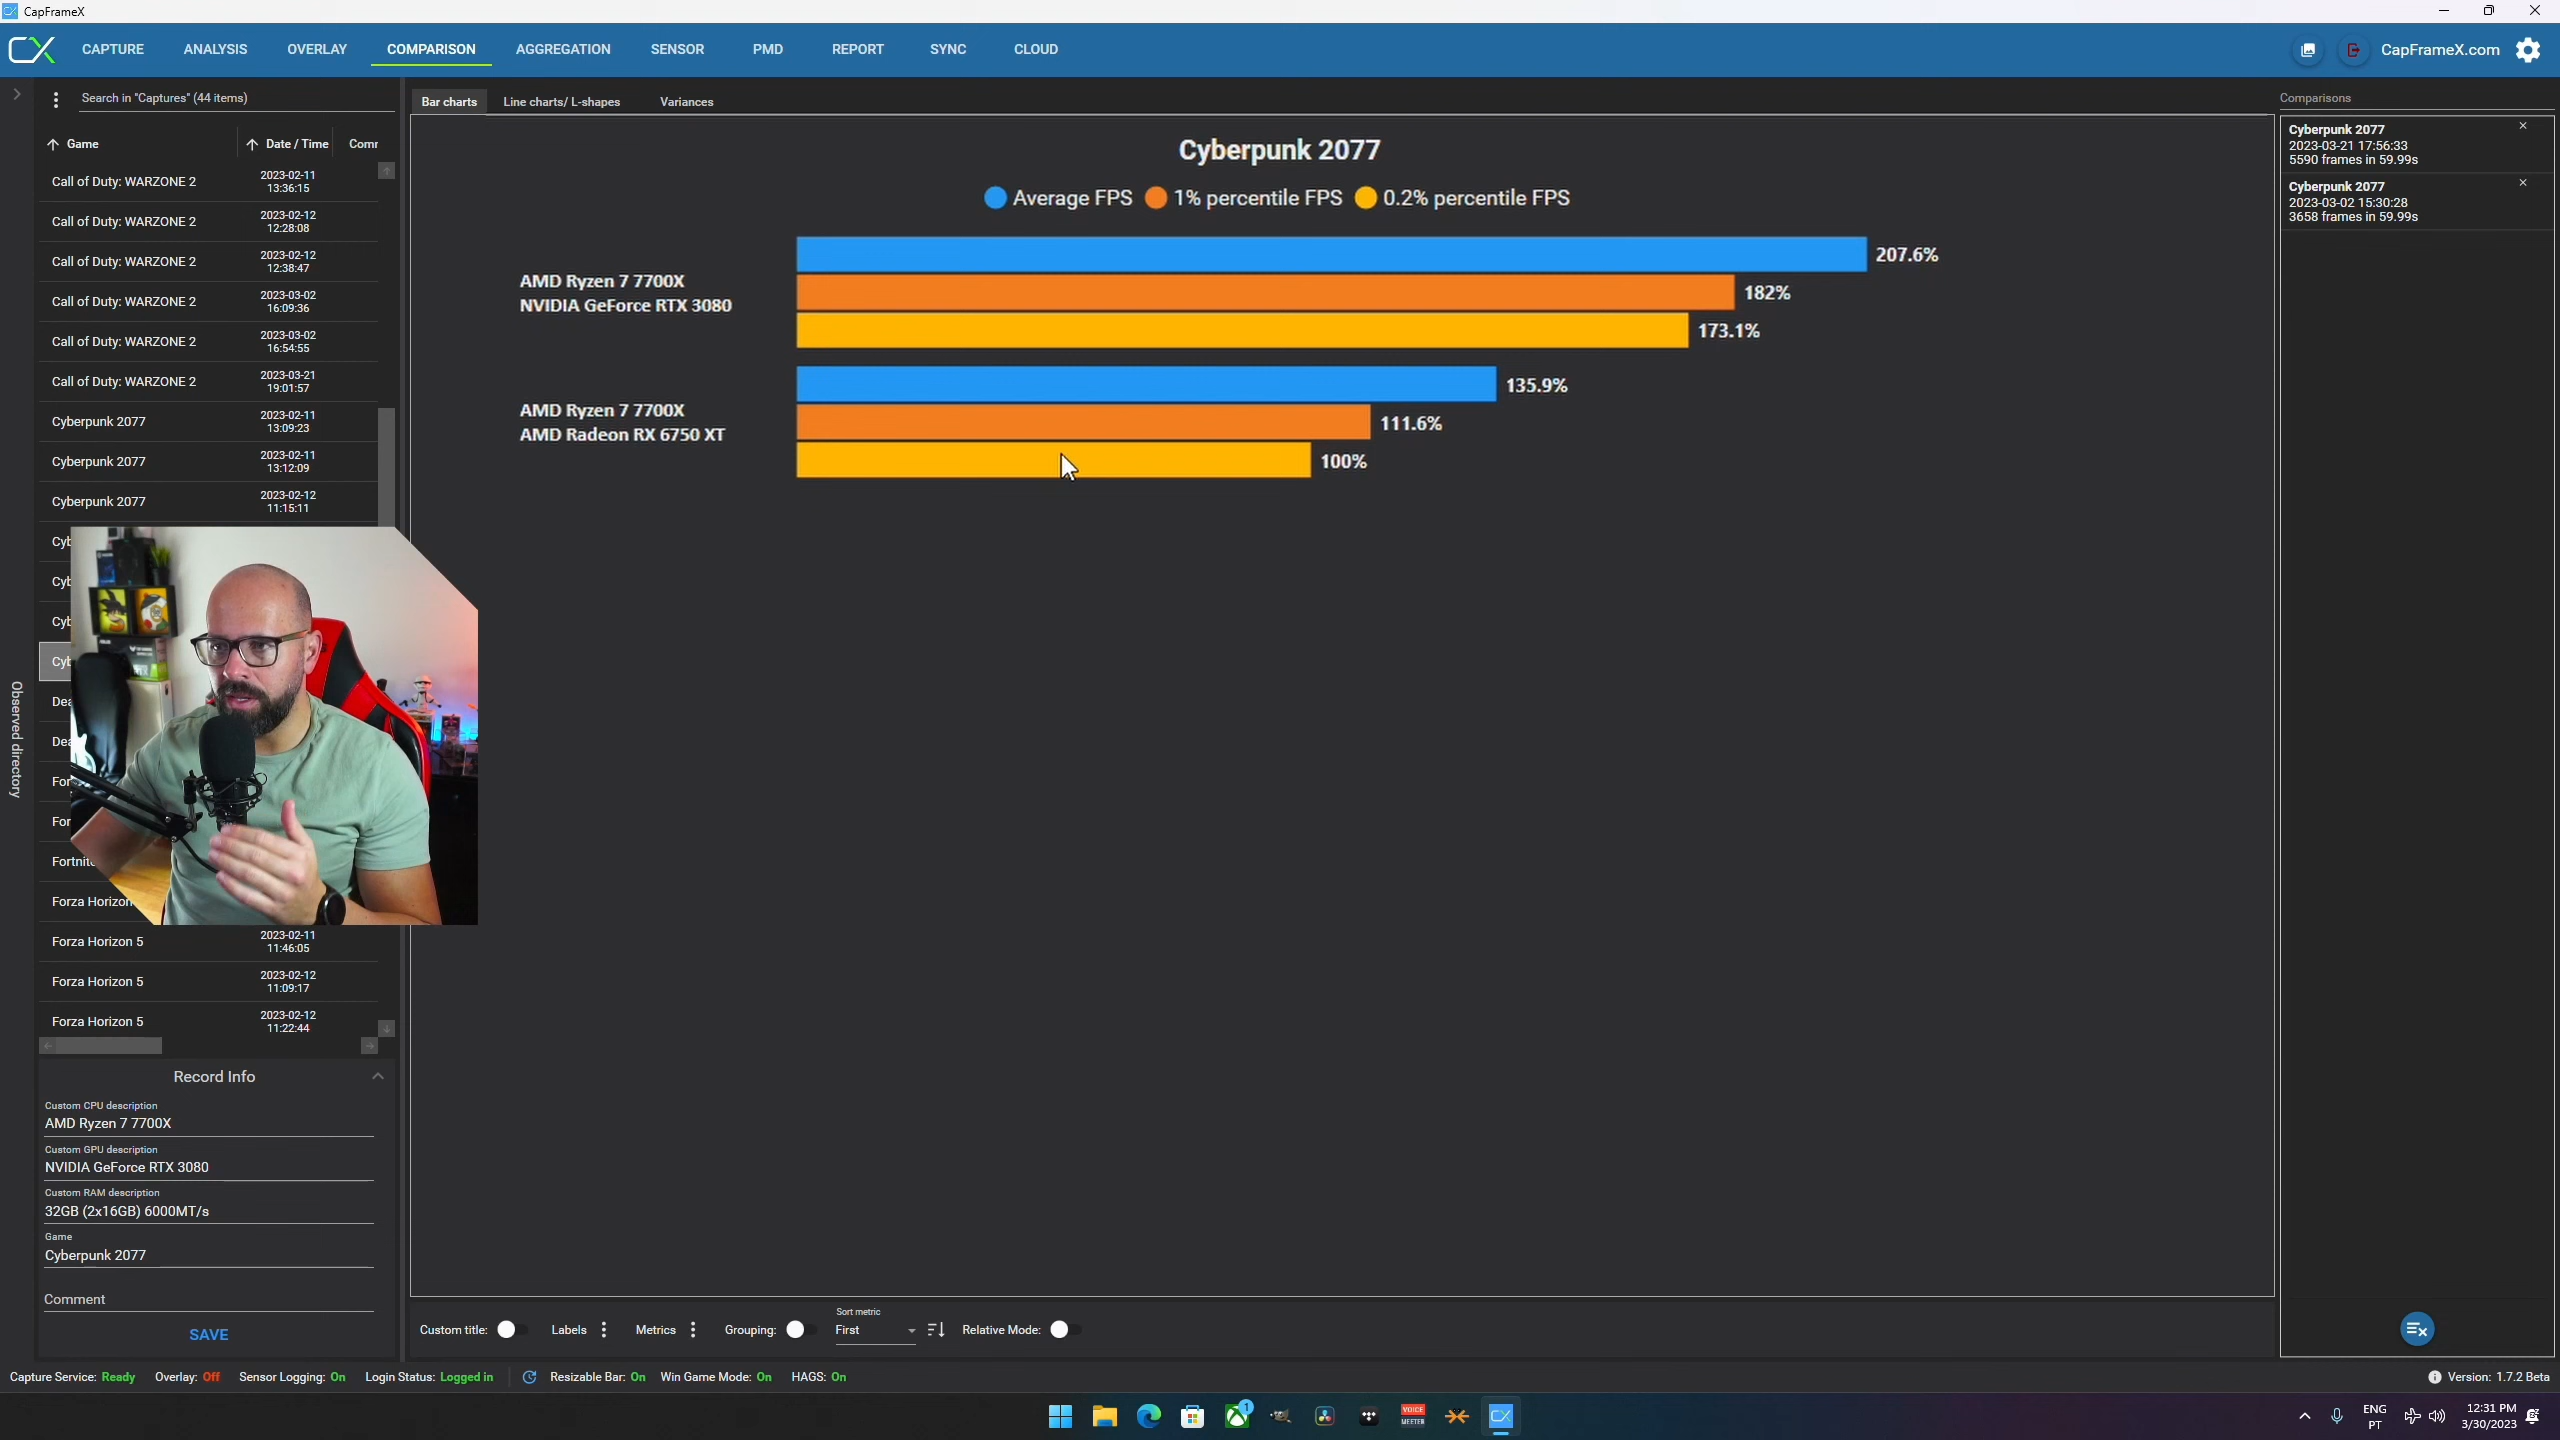 CapFrameX
CX CAPTURE ANALYSIS OVERLAY COMPARISON AGGREGATION SENSOR PMD REPORT SYNC CLOUD CapFrameX.com
Search in "Captures" (44 items)
Game Date / Time
Call of Duty: WARZONE 2 2023-02-11
13:36:15
Call of Duty: WARZONE 2 2023-02-12
12:28:08
Call of Duty: WARZONE 2 2023-02-12
12:38:47
Call of Duty: WARZONE 2 2023-03-02
16:09:36
Call of Duty: WARZONE 2 2023-03-02
16:54:55
Call of Duty: WARZONE 2 2023-03-21
19:01:57
Cyberpunk 2077 2023-02-11
13:09:23
Cyberpunk 2077 2023-02-11
13:12:09
Cyberpunk 2077 2023-02-12
11:15:11
Forza Horizon
Forza Horizon 5 2023-02-11
11:46:05
Forza Horizon 5 2023-02-12
11:09:17
Forza Horizon 5 2023-02-12
11:22:44
Observed directory
Record Info
Custom CPU description
AMD Ryzen 7 7700X
Custom GPU description
NVIDIA GeForce RTX 3080
Custom RAM description
32GB (2x16GB) 6000MT/s
Game
Cyberpunk 2077
Comment
SAVE
Bar charts Line charts/ L-shapes Variances
Cyberpunk 2077
Average FPS 1% percentile FPS 0.2% percentile FPS
AMD Ryzen 7 7700X
NVIDIA GeForce RTX 3080
207.6%
182%
173.1%
AMD Ryzen 7 7700X
AMD Radeon RX 6750 XT
135.9%
111.6%
100%
Custom title: Labels Metrics Grouping: Sort metric
First Relative Mode:
Comparisons
Cyberpunk 2077
2023-03-21 17:56:33
5590 frames in 59.99s
Cyberpunk 2077
2023-03-02 15:30:28
3658 frames in 59.99s
Capture Service: Ready Overlay: Off Sensor Logging: On Login Status: Logged in Resizable Bar: On Win Game Mode: On HAGS: On Version: 1.7.2 Beta
1 VOICE
MEETER CX
ENG
PT
12:31 PM
3/30/2023